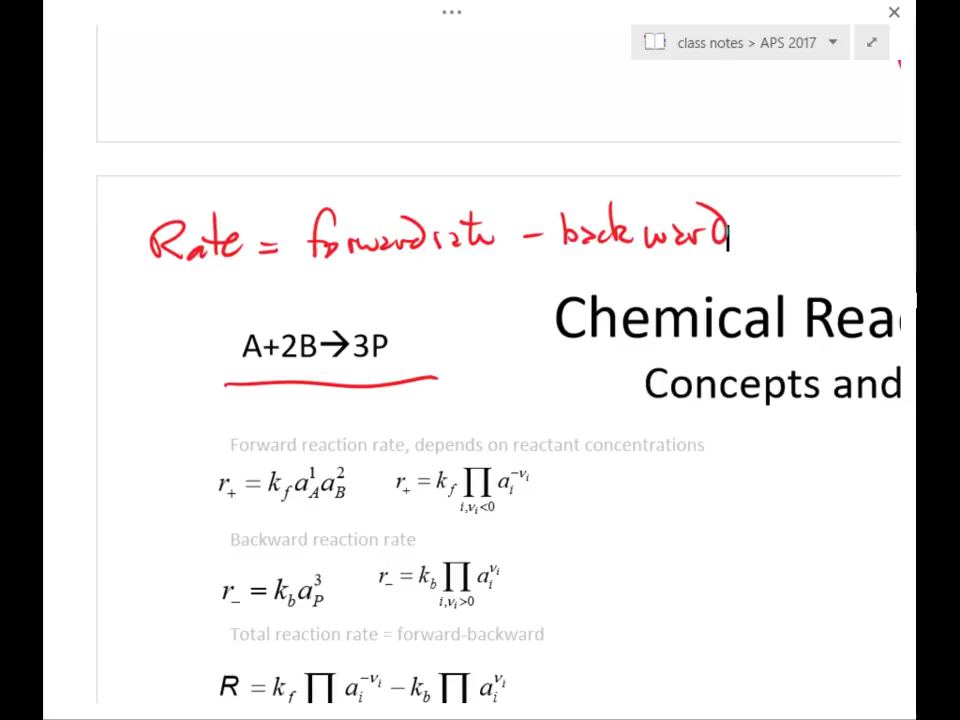 class notes > APS 2017
Rate = forward rate - backward
Chemical Rea
A+2B→3P
Concepts and
Forward reaction rate, depends on reactant concentrations
r₊ = k_f a_A^1 a_B^2    r₊ = k_f ∏_{i,ν_i<0} a_i^{-ν_i}
Backward reaction rate
r₋ = k_b a_P^3    r₋ = k_b ∏_{i,ν_i>0} a_i^{ν_i}
Total reaction rate = forward-backward
R = k_f ∏ a_i^{-ν_i} - k_b ∏ a_i^{ν_i}